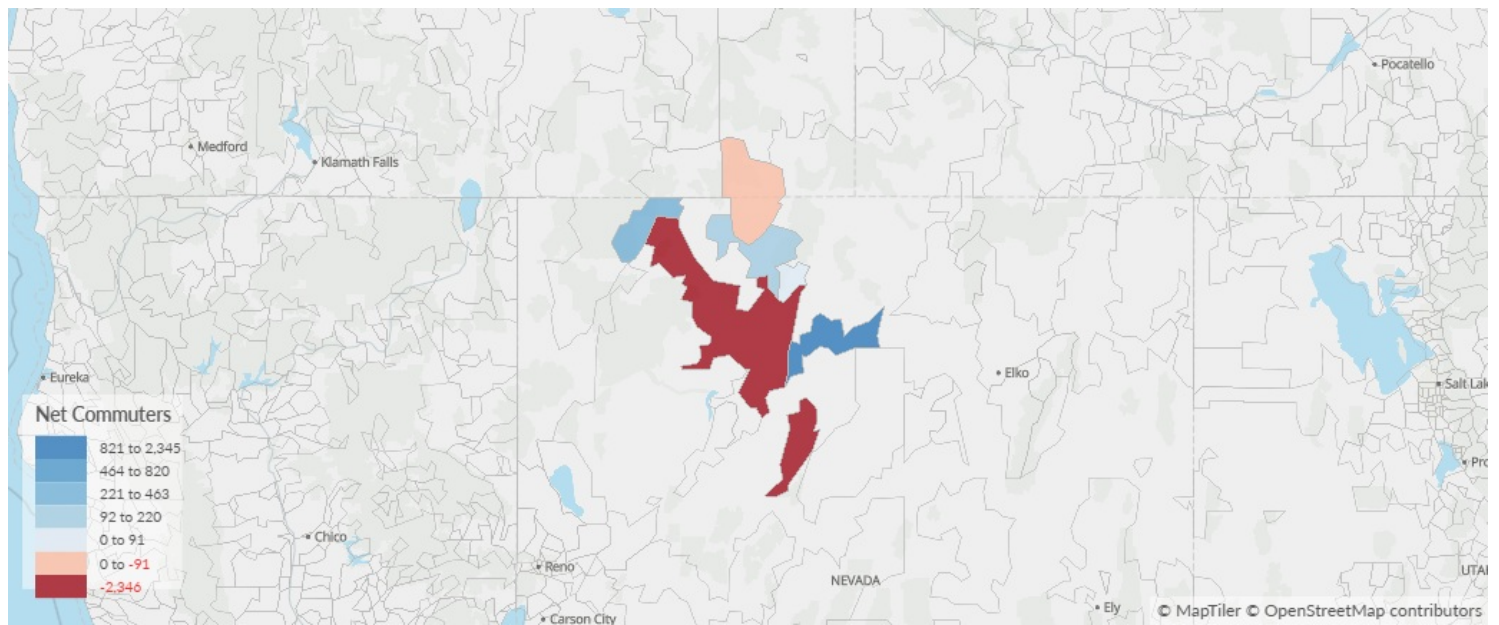 Pocatello
Medford
Klamath Falls
Eureka
Elko
Salt Lak
Net Commuters
821 to 2,345
464 to 820
221 to 463
92 to 220
0 to 91
0 to -91
-2,346
Pro
Chico
Reno
NEVADA
UTAI
Ely
Carson City
© MapTiler © OpenStreetMap contributors